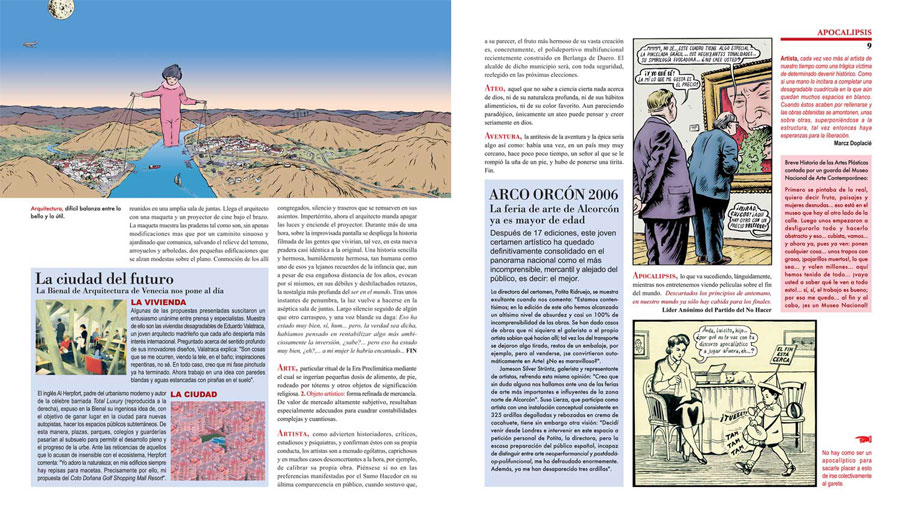 Arquitectura, difícil balanza entre lo
bello y lo útil.
reunidos en una amplia sala de juntas. Llega el arquitecto
con una maqueta y un proyector de cine bajo el brazo.
La maqueta muestra las praderas tal como son, sin apenas
modificaciones mas que por un caminito sinuoso y
ajardinado que comunica, salvando el relieve del terreno,
arroyuelos y arboledas, dos pequeñas edificaciones que
se alzan modestas sobre el plano. Conmoción de los allí
La ciudad del futuro
La Bienal de Arquitectura de Venecia nos pone al día
LA VIVIENDA
Algunas de las propuestas presentadas suscitaron un
entusiasmo unánime entre prensa y especialistas. Muestra
de ello son las viviendas desagradables de Eduardo Valatraca,
un joven arquitecto madrileño que cada año despierta más
interés internacional. Preguntado acerca del sentido profundo
de sus innovadores diseños, Valatraca explica: "Son cosas
que se me ocurren, viendo la tele, en el baño; inspiraciones
repentinas, no sé. En todo caso, creo que mi fase pinchuda
ya ha terminado. Ahora trabajo en una idea con paredes
blandas y aguas estancadas con pirañas en el suelo".
El inglés Al Herpfort, padre del urbanismo moderno y autor
de la célebre barriada Total Luxury (reproducida a la
derecha), expuso en la Bienal su ingeniosa idea de, con
el objetivo de ganar lugar en la ciudad para nuevas
autopistas, hacer los espacios públicos subterráneos. De
esta manera, plazas, parques, colegios y guarderías
pasarían al subsuelo para permitir el desarrollo pleno y
el progreso de la urbe. Ante las reticencias de aquellos
que lo acusan de insensible con el ecosistema, Herpfort
comenta: "Yo adoro la naturaleza; en mis edificios siempre
hay repisas para macetas. Precisamente por ello, mi
propuesta del Coto Doñana Golf Shopping Mall Resort".
LA CIUDAD
congregados, silencio y traseros que se remueven en sus
asientos. Impertérrito, ahora el arquitecto manda apagar
las luces y enciende el proyector. Durante más de una
hora, sobre la improvisada pantalla se despliega la historia
filmada de las gentes que vivirían, tal vez, en esta nueva
pradera casi idéntica a la original. Una historia sencilla
y hermosa, humildemente hermosa, tan humana como
uno de esos ya lejanos recuerdos de la infancia que, aun
a pesar de esa engañosa distancia de los años, evocan
por sí mismos, en sus débiles y deshilachados retazos,
la nostalgia más profunda del ser en el mundo. Tras unos
instantes de penumbra, la luz vuelve a hacerse en la
aséptica sala de juntas. Largo silencio seguido de algún
que otro carraspeo, y una voz blande su daga: Eso ha
estado muy bien, sí, hum... pero, la verdad sea dicha,
habíamos pensado en rentabilizar algo más ambi-
ciosamente la inversión, ¿sabe?... pero eso ha estado
muy bien, ¿eh?,... a mi mujer le habría encantado... FIN
ARTE, particular ritual de la Era Preclimática mediante
el cual se ingerían pequeñas dosis de alimento, de pie,
rodeado por tótems y otros objetos de significación
religiosa. 2. Objeto artístico: forma refinada de mercancía.
De valor de mercado altamente subjetivo, resultaban
especialmente adecuados para cuadrar contabilidades
complejas y cuantiosas.
ARTISTA, como advierten historiadores, críticos,
estudiosos y psiquiatras, y confirman éstos con su propia
conducta, los artistas son a menudo ególatras, caprichosos
y en muchos casos desconcertantes a la hora, por ejemplo,
de calibrar su propia obra. Piénsese si no en las
preferencias manifestadas por el Sumo Hacedor en su
última comparecencia en público, cuando sostuvo que,
a su parecer, el fruto más hermoso de su vasta creación
es, concretamente, el polideportivo multifuncional
recientemente construido en Berlanga de Duero. El
alcalde de dicho municipio será, con toda seguridad,
reelegido en las próximas elecciones.
ATEO, aquel que no sabe a ciencia cierta nada acerca
de dios, ni de su naturaleza profunda, ni de sus hábitos
alimenticios, ni de su color favorito. Aun pareciendo
paradójico, únicamente un ateo puede pensar y creer
seriamente en dios.
AVENTURA, la antítesis de la aventura y la épica sería
algo así como: había una vez, en un país muy muy
cercano, hace poco poco tiempo, un señor al que se le
rompió la uña de un pie, y hubo de ponerse una tirita.
Fin.
ARCO ORCÓN 2006
La feria de arte de Alcorcón
ya es mayor de edad
Después de 17 ediciones, este joven
certamen artístico ha quedado
definitivamente consolidado en el
panorama nacional como el más
incomprensible, mercantil y alejado del
público, es decir: el mejor.
La directora del certamen, Potita Ridruejo, se muestra
exultante cuando nos comenta: "Estamos conten-
tísimos; en la edición de este año hemos alcanzado
un altísimo nivel de absurdez y casi un 100% de
incomprensibilidad de las obras. Se han dado casos
de obras que ni siquiera el galerista o el propio
artista sabían qué hacían allí; tal vez los del transporte
se dejaron algo tirado, restos de un embalaje, por
ejemplo, pero al venderse, ¡se convirtieron auto-
máticamente en Arte! ¿No es maravilloso?".
Jameson Silver Strüntz, galerista y representante
de artistas, refrenda esta misma opinión: "Creo que
sin duda alguna nos hallamos ante una de las ferias
de arte más importantes e influyentes de la zona
norte de Alcorcón". Suso Llerza, que participa como
artista con una instalación conceptual consistente en
325 ardillas degolladas y rebozadas en crema de
cacahuete, tiene sin embargo otra visión: "Decidí
venir desde Londres e intervenir en este espacio a
petición personal de Potita, la directora, pero la
escasa preparación del público español, incapaz
de distinguir entre arte neoperformancial y postdadá-
op-polifuncional, me ha defraudado enormemente.
Además, ya me han desaparecido tres ardillas".
MMMM, NO SÉ... ESTE CUADRO TIENE ALGO ESPECIAL.
LA PINCELADA GRÁCIL... SUS HECHIZANTES TONALIDADES...
SU SIMBOLOGÍA EVOCADORA... ¿NO CREE USTED?
¡Y YO QUÉ SÉ!
A MÍ LO QUE ME GUSTA ES
EL PRECIO!
APOCALIPSIS, lo que va sucediendo, lánguidamente,
mientras nos entretenemos viendo películas sobre el fin
del mundo. Descartados los principios de antemano,
en nuestro mundo ya sólo hay cabida para los finales.
Líder Anónimo del Partido del No Hacer
Anda, Luisito, hijo...
¿por qué no te vas con tu
discurso apocalíptico
a jugar afuera, eh?
EL FIN
ESTÁ
CERCA
TAM
APOCALIPSIS
9
Artista, cada vez veo más al artista de
nuestro tiempo como una trágica víctima
de determinado devenir histórico. Como
si una mano lo incitara a completar una
desagradable cuadrícula en la que aún
quedan muchos espacios en blanco.
Cuando éstos acaben por rellenarse y
las obras obtenidas se amontonen, unas
sobre otras, superponiéndose a la
estructura, tal vez entonces haya
esperanzas para la liberación.
Marcz Doplacié
Breve Historia de las Artes Plásticas
contada por un guarda del Museo
Nacional de Arte Contemporáneo:
Primero se pintaba de lo real,
quiero decir frutas, paisajes y
mujeres desnudas... eso está en el
museo que hay al otro lado de la
calle. Luego unos empezaron a
desfigurarlo todo y hacerlo
abstracto y eso... cubista, vamos...
y ahora ya, pues ya ven: ponen
cualquier cosa, unos trapos con
grasa, ¡pajarillos muertos!, lo que
sea... y valen millones... aquí
hemos tenido de todo... ¡vaya
usted a saber qué le ven a todo
esto!... sí, sí, el trabajo es bueno;
por eso me quedo... al fin y al
cabo, ¡es un Museo Nacional!
No hay como ser un
apocalíptico para
sacarle placer a esto
de irse colectivamente
al garete.